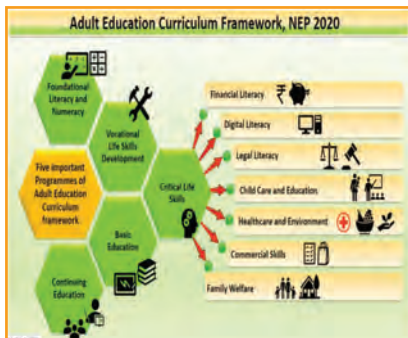 Adult Education Curriculum Framework, NEP 2020
Foundational
Literacy and
Numeracy
Vocational
Life Skills
Development
Five important
Programmes of
Adult Education
Curriculum
framework
Critical Life
Skills
Basic
Education
Continuing
Education
Financial Literacy
Digital Literacy
Legal Literacy
Child Care and Education
Healthcare and Environment
Commercial Skills
Family Welfare